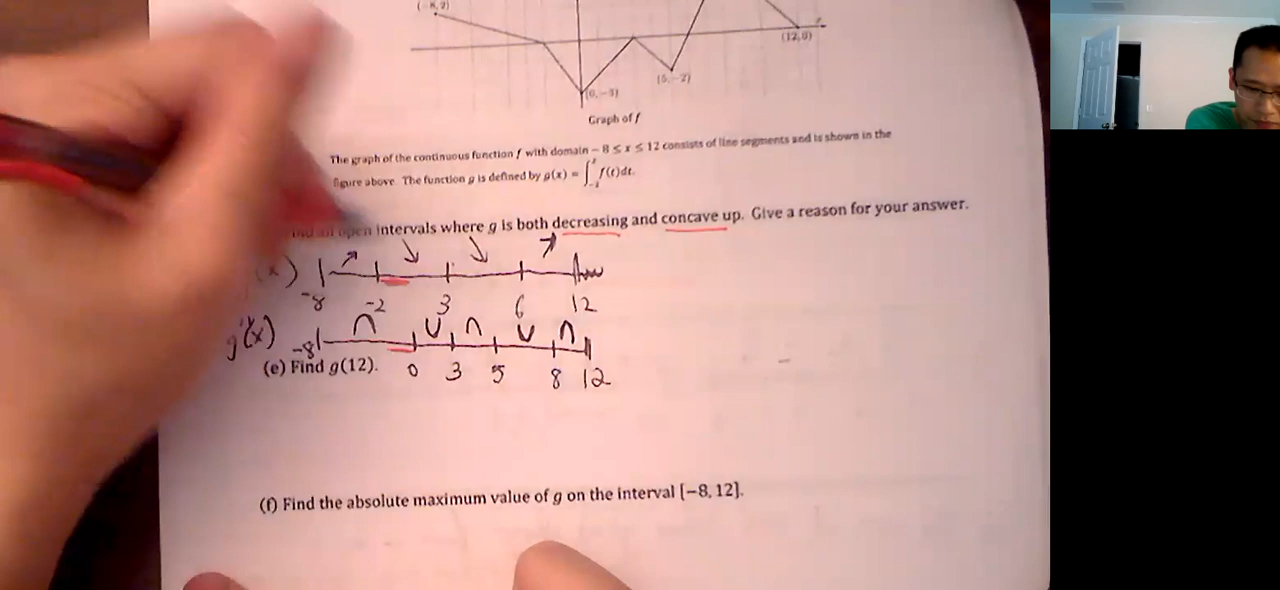 (-8,2)
(12,0)
(5,-2)
(0,-3)
Graph of f
The graph of the continuous function f with domain − 8 ≤ x ≤ 12 consists of line segments and is shown in the
figure above. The function g is defined by g(x) = ∫₋₂ˣ f(t)dt.
open intervals where g is both decreasing and concave up. Give a reason for your answer.
-8 -2 3 6 12
g''(x) -8
(e) Find g(12). 0 3 5 8 12
(f) Find the absolute maximum value of g on the interval [−8, 12].